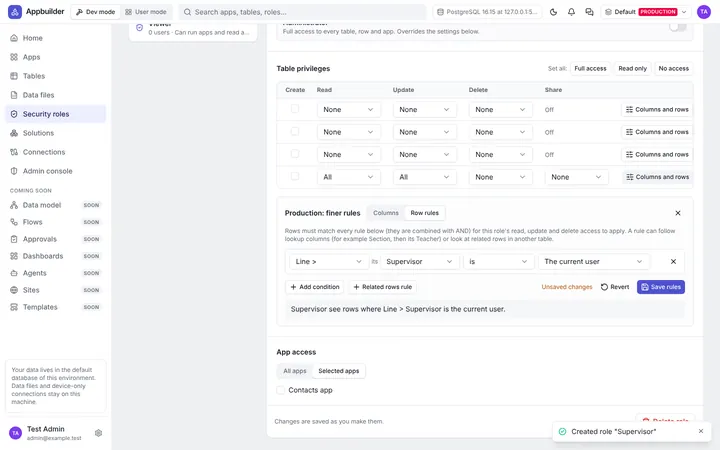 Appbuilder
Dev mode
User mode
Search apps, tables, roles...
PostgreSQL 16.15 at 127.0.0.1:5...
Default
PRODUCTION
TA
Home
Apps
Tables
Data files
Security roles
Solutions
Connections
Admin console
COMING SOON
Data model SOON
Flows SOON
Approvals SOON
Dashboards SOON
Agents SOON
Sites SOON
Templates SOON
Your data lives in the default database of this environment. Data files and device-only connections stay on this machine.
TA
Test Admin
admin@example.test
Viewer
0 users · Can run apps and read a...
Administrator
Full access to every table, row and app. Overrides the settings below.
Table privileges
Set all: Full access Read only No access
Create Read Update Delete Share
None None None Off Columns and rows
None None None Off Columns and rows
None None None Off Columns and rows
All All None None Columns and rows
Production: finer rules Columns Row rules
Rows must match every rule below (they are combined with AND) for this role's read, update and delete access to apply. A rule can follow
lookup columns (for example Section, then its Teacher) or look at related rows in another table.
Line > its Supervisor is The current user
+ Add condition + Related rows rule Unsaved changes Revert Save rules
Supervisor see rows where Line > Supervisor is the current user.
App access
All apps Selected apps
Contacts app
Changes are saved as you make them.
Delete role
Created role "Supervisor"